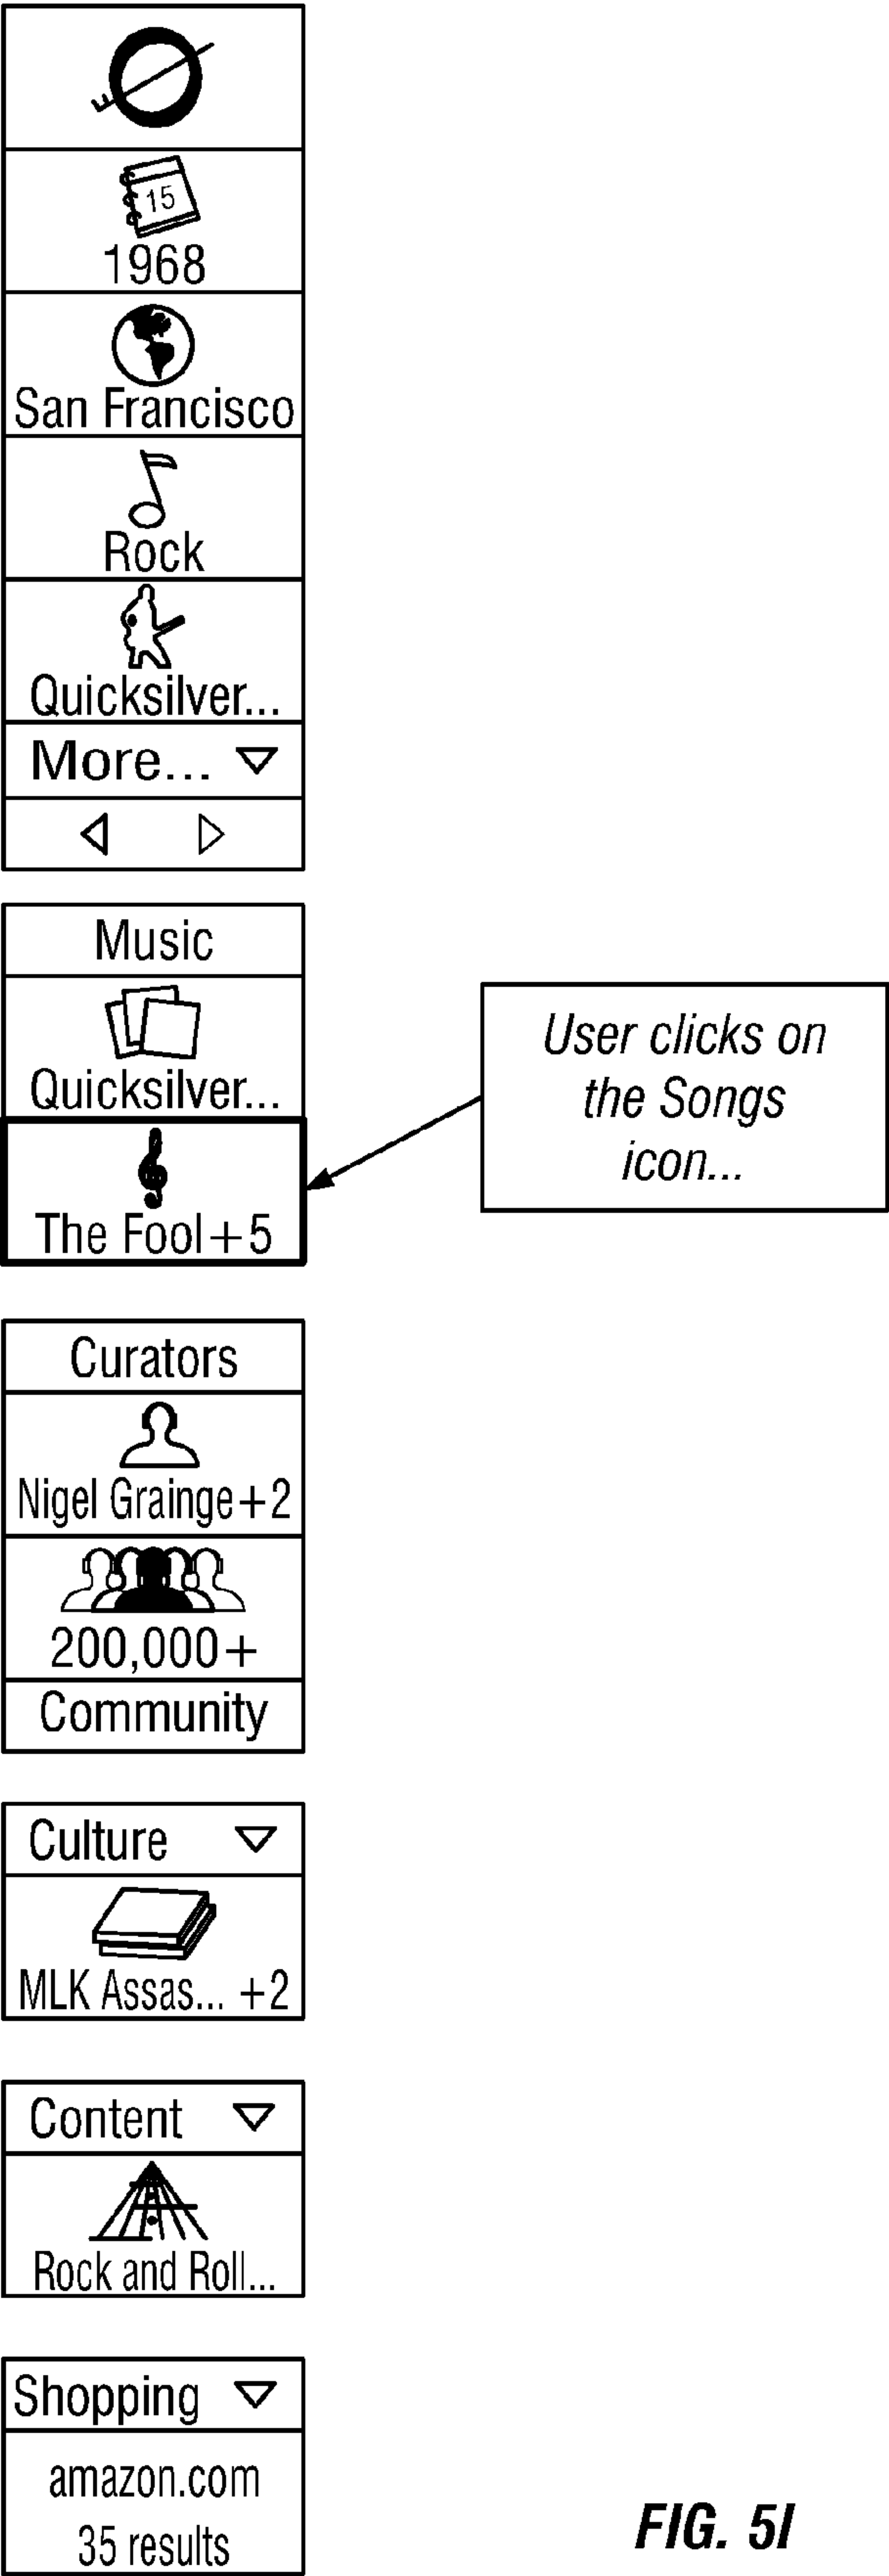 15
1968
San Francisco
Rock
Quicksilver...
More...
Music
Quicksilver...
The Fool+5
User clicks on
the Songs
icon...
Curators
Nigel Grainge+2
200,000+
Community
Culture
MLK Assas... +2
Content
Rock and Roll...
Shopping
amazon.com
35 results
FIG. 5I